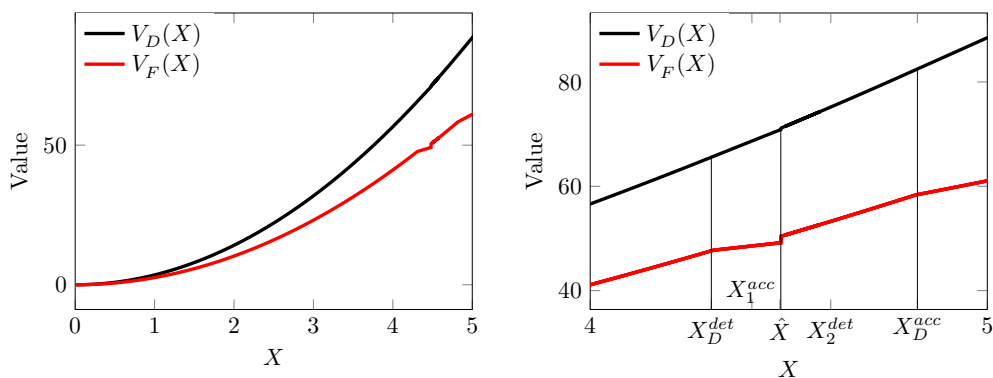 V_D(X)
V_F(X)
50
0
Value
0 1 2 3 4 5
X
V_D(X)
V_F(X)
80
60
40
Value
X_1^{acc}
4 X_D^{det} X̂ X_2^{det} X_D^{acc} 5
X